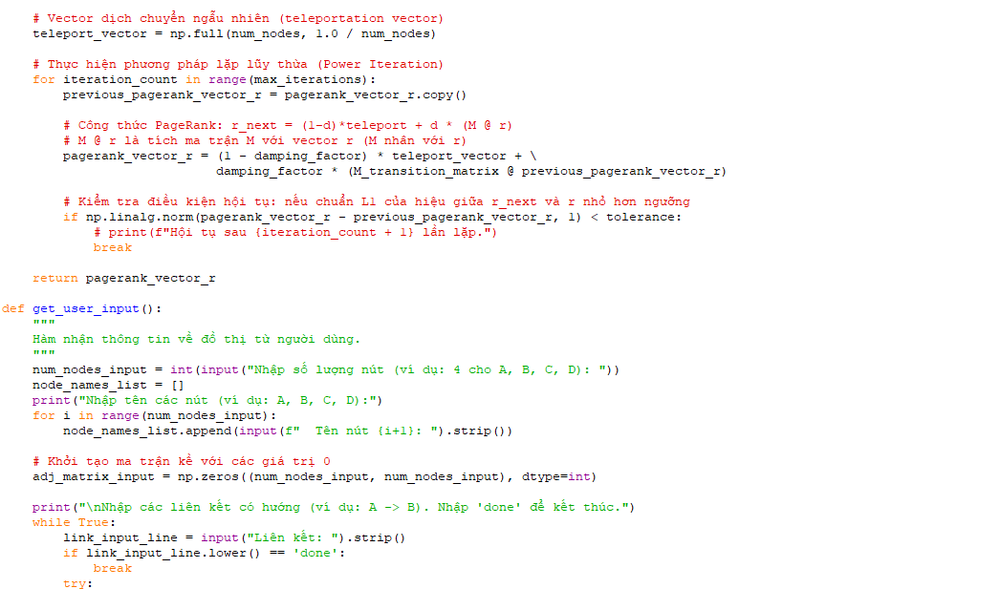 # Vector dịch chuyển ngẫu nhiên (teleportation vector)
teleport_vector = np.full(num_nodes, 1.0 / num_nodes)
# Thực hiện phương pháp lặp lũy thừa (Power Iteration)
for iteration_count in range(max_iterations):
previous_pagerank_vector_r = pagerank_vector_r.copy()
# Công thức PageRank: r_next = (1-d)*teleport + d * (M @ r)
# M @ r là tích ma trận M với vector r (M nhân với r)
pagerank_vector_r = (1 - damping_factor) * teleport_vector + \
damping_factor * (M_transition_matrix @ previous_pagerank_vector_r)
# Kiểm tra điều kiện hội tụ: nếu chuẩn L1 của hiệu giữa r_next và r nhỏ hơn ngưỡng
if np.linalg.norm(pagerank_vector_r - previous_pagerank_vector_r, 1) < tolerance:
# print(f"Hội tụ sau {iteration_count + 1} lần lặp.")
break
return pagerank_vector_r
def get_user_input():
"""
Hàm nhận thông tin về đồ thị từ người dùng.
"""
num_nodes_input = int(input("Nhập số lượng nút (ví dụ: 4 cho A, B, C, D): "))
node_names_list = []
print("Nhập tên các nút (ví dụ: A, B, C, D):")
for i in range(num_nodes_input):
node_names_list.append(input(f"  Tên nút {i+1}: ").strip())
# Khởi tạo ma trận kề với các giá trị 0
adj_matrix_input = np.zeros((num_nodes_input, num_nodes_input), dtype=int)
print("\nNhập các liên kết có hướng (ví dụ: A -> B). Nhập 'done' để kết thúc.")
while True:
link_input_line = input("Liên kết: ").strip()
if link_input_line.lower() == 'done':
break
try: